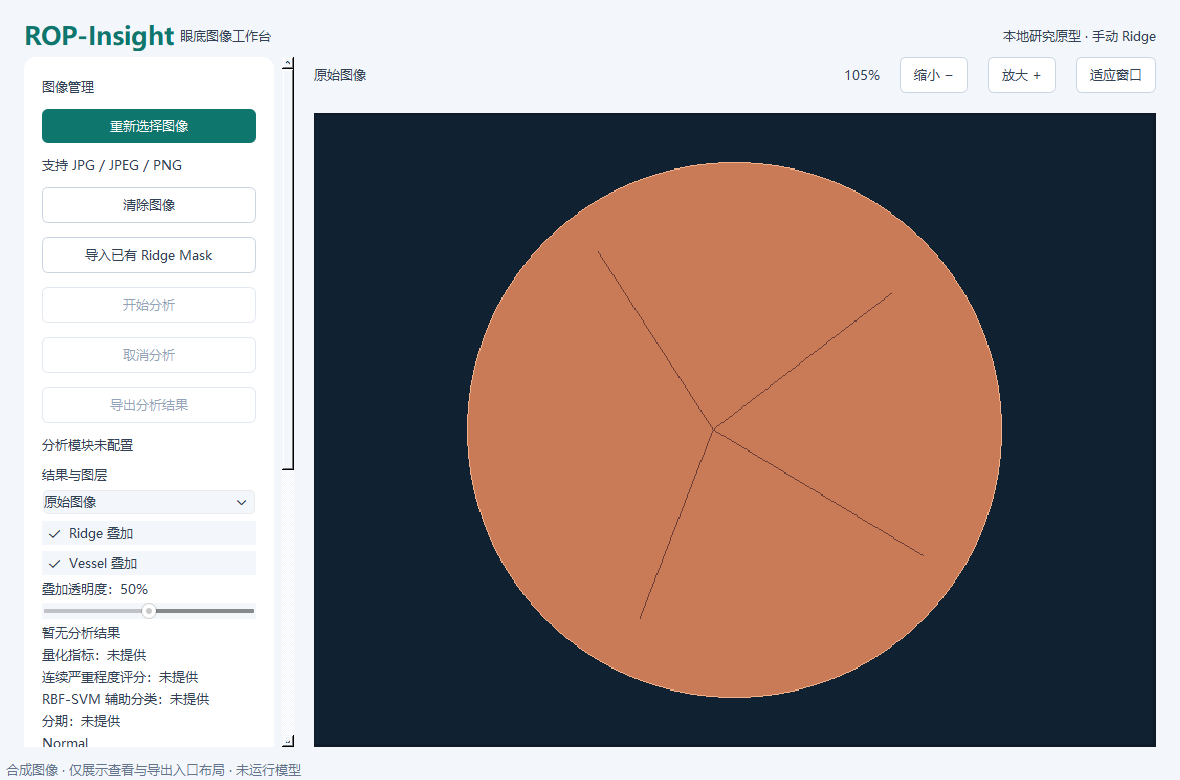 ROP-Insight 眼底图像工作台
本地研究原型 · 手动 Ridge
图像管理
重新选择图像
支持 JPG / JPEG / PNG
清除图像
导入已有 Ridge Mask
开始分析
取消分析
导出分析结果
分析模块未配置
结果与图层
原始图像
Ridge 叠加
Vessel 叠加
叠加透明度：50%
暂无分析结果
量化指标：未提供
连续严重程度评分：未提供
RBF-SVM 辅助分类：未提供
分期：未提供
Normal
原始图像
105%
缩小 −
放大 +
适应窗口
合成图像 · 仅展示查看与导出入口布局 · 未运行模型